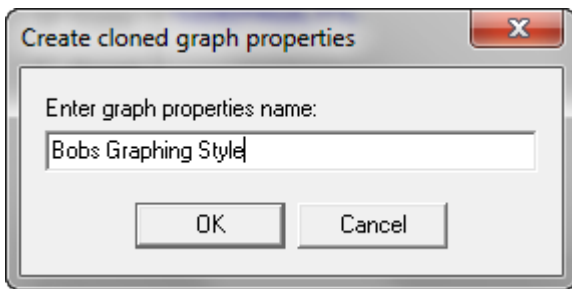 Create cloned graph properties
Enter graph properties name:
Bobs Graphing Style
OK
Cancel